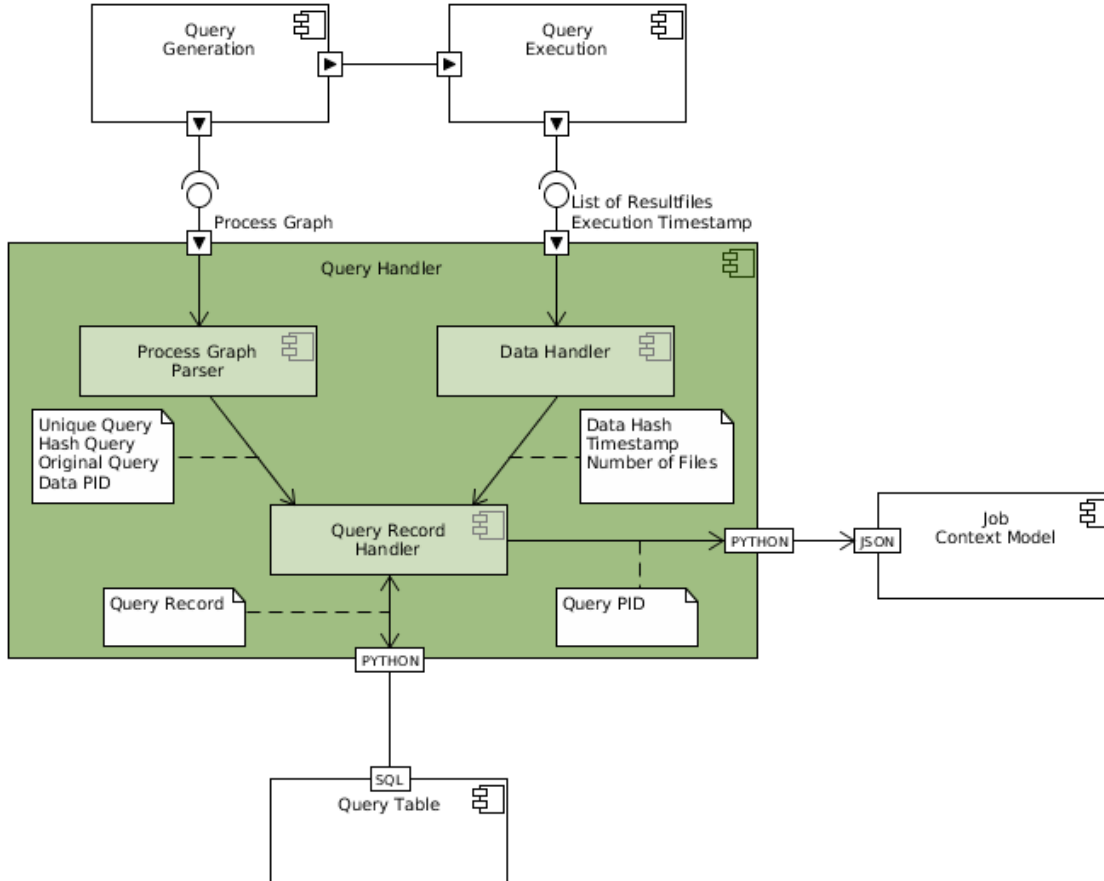 Query
Generation
Query
Execution
Process Graph
List of Resultfiles
Execution Timestamp
Query Handler
Process Graph
Parser
Data Handler
Unique Query
Hash Query
Original Query
Data PID
Data Hash
Timestamp
Number of Files
Query Record
Handler
PYTHON
JSON
Job
Context Model
Query Record
Query PID
PYTHON
SQL
Query Table